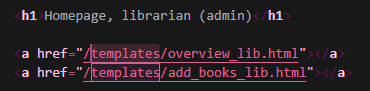 <h1>Homepage, librarian (admin)</h1>
<a href="/templates/overview_lib.html"></a>
<a href="/templates/add_books_lib.html"></a>